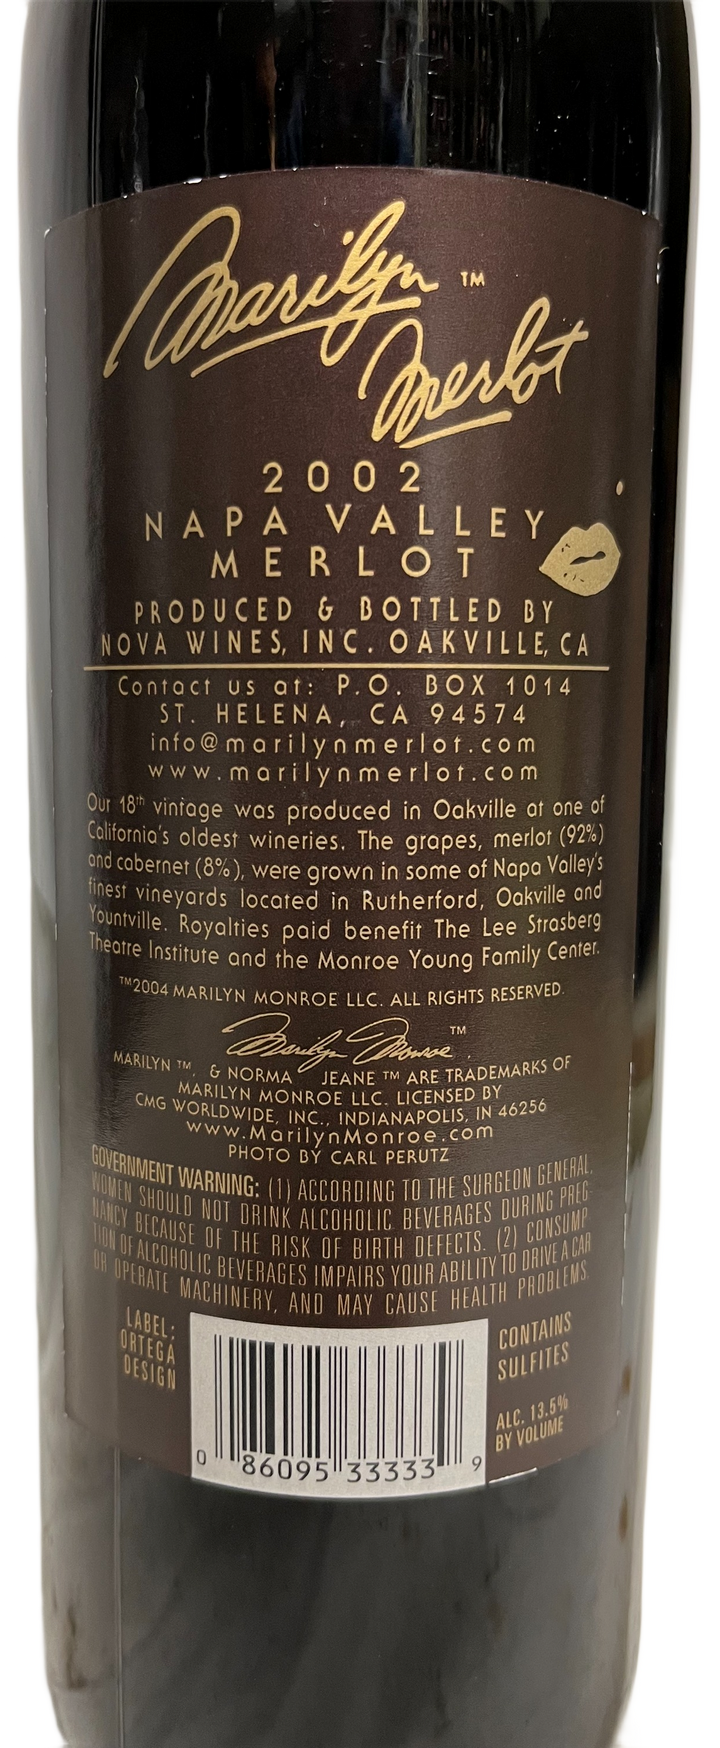 Marilyn ™
Merlot
2002
NAPA VALLEY
MERLOT
PRODUCED & BOTTLED BY
NOVA WINES, INC. OAKVILLE, CA
Contact us at: P.O. BOX 1014
ST. HELENA, CA 94574
info@marilynmerlot.com
www.marilynmerlot.com
Our 18th vintage was produced in Oakville at one of
California's oldest wineries. The grapes, merlot (92%)
and cabernet (8%), were grown in some of Napa Valley's
finest vineyards located in Rutherford, Oakville and
Yountville. Royalties paid benefit The Lee Strasberg
Theatre Institute and the Monroe Young Family Center.
™2004 MARILYN MONROE LLC. ALL RIGHTS RESERVED.
Marilyn Monroe ™
MARILYN ™, & NORMA JEANE ™ ARE TRADEMARKS OF
MARILYN MONROE LLC. LICENSED BY
CMG WORLDWIDE, INC., INDIANAPOLIS, IN 46256
www.MarilynMonroe.com
PHOTO BY CARL PERUTZ
GOVERNMENT WARNING: (1) ACCORDING TO THE SURGEON GENERAL,
WOMEN SHOULD NOT DRINK ALCOHOLIC BEVERAGES DURING PREG-
NANCY BECAUSE OF THE RISK OF BIRTH DEFECTS. (2) CONSUMP-
TION OF ALCOHOLIC BEVERAGES IMPAIRS YOUR ABILITY TO DRIVE A CAR
OR OPERATE MACHINERY, AND MAY CAUSE HEALTH PROBLEMS.
LABEL:
ORTEGA
DESIGN
CONTAINS
SULFITES
ALC. 13.5%
BY VOLUME
0 86095 33333 9